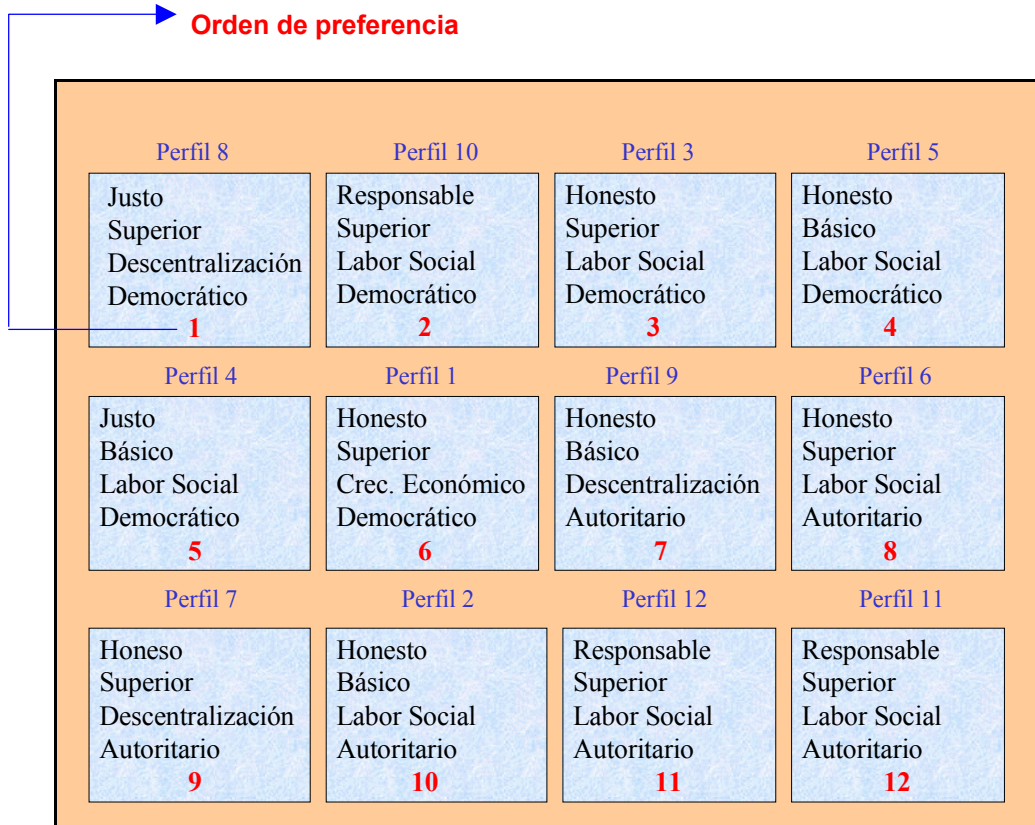 Orden de preferencia
Perfil 8
Justo
Superior
Descentralización
Democrático
1
Perfil 10
Responsable
Superior
Labor Social
Democrático
2
Perfil 3
Honesto
Superior
Labor Social
Democrático
3
Perfil 5
Honesto
Básico
Labor Social
Democrático
4
Perfil 4
Justo
Básico
Labor Social
Democrático
5
Perfil 1
Honesto
Superior
Crec. Económico
Democrático
6
Perfil 9
Honesto
Básico
Descentralización
Autoritario
7
Perfil 6
Honesto
Superior
Labor Social
Autoritario
8
Perfil 7
Honeso
Superior
Descentralización
Autoritario
9
Perfil 2
Honesto
Básico
Labor Social
Autoritario
10
Perfil 12
Responsable
Superior
Labor Social
Autoritario
11
Perfil 11
Responsable
Superior
Labor Social
Autoritario
12